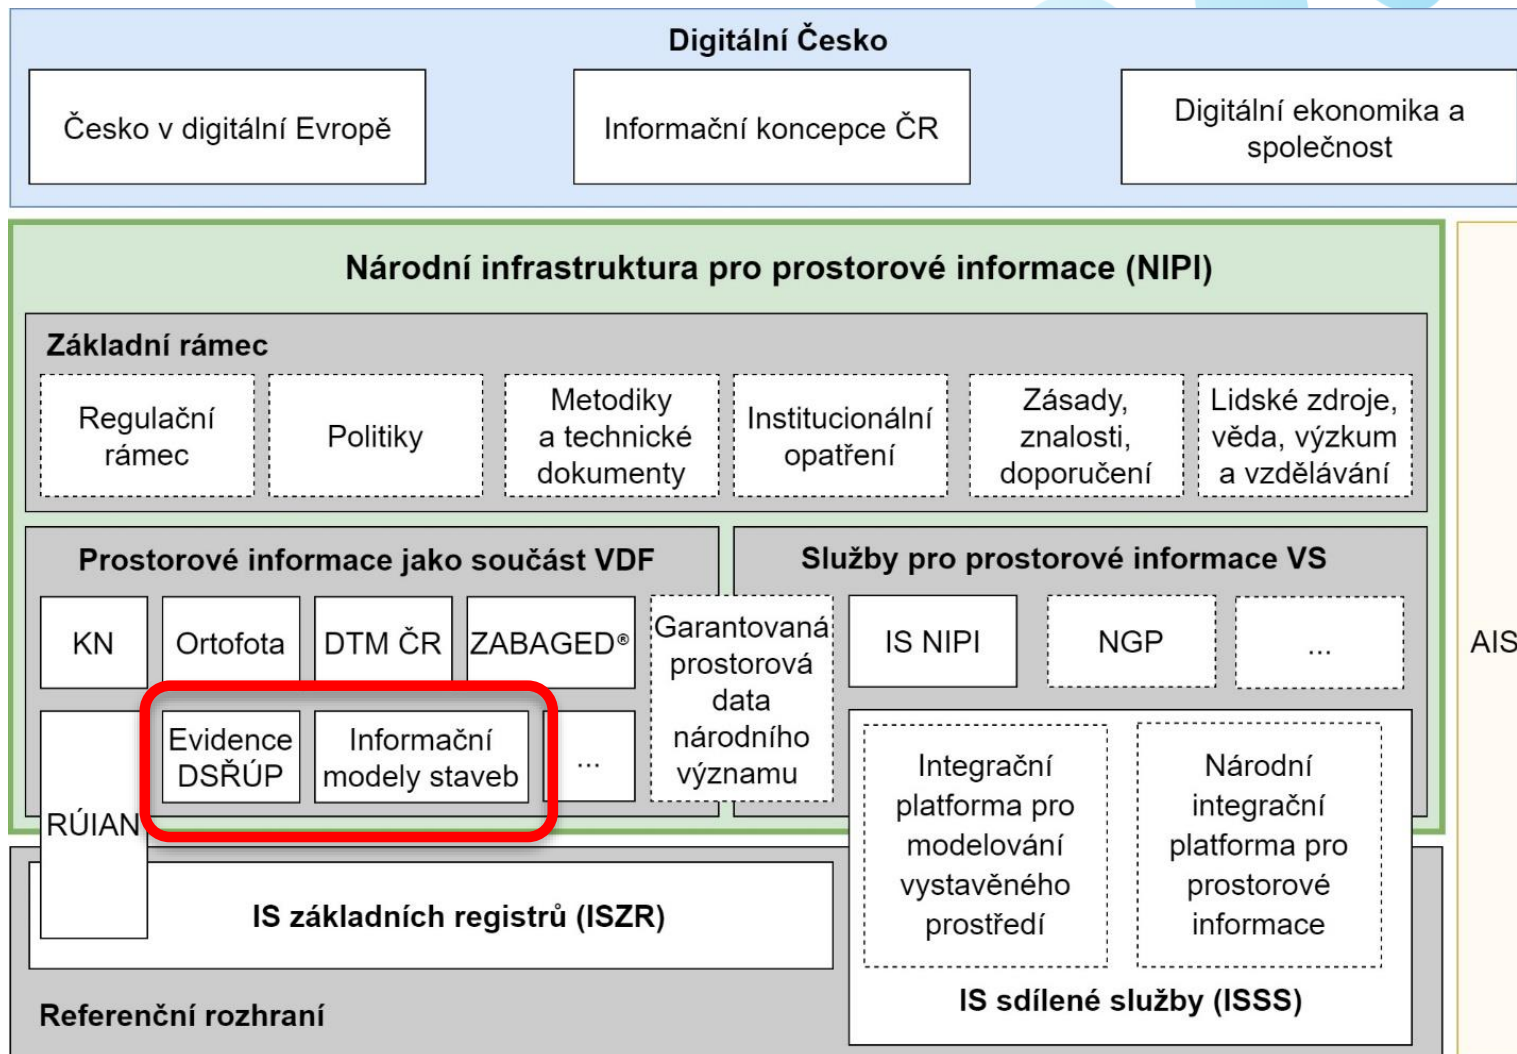 Digitální Česko
Česko v digitální Evropě
Informační koncepce ČR
Digitální ekonomika a
společnost
Národní infrastruktura pro prostorové informace (NIPI)
Základní rámec
Regulační
rámec
Politiky
Metodiky
a technické
dokumenty
Institucionální
opatření
Zásady,
znalosti,
doporučení
Lidské zdroje,
věda, výzkum
a vzdělávání
Prostorové informace jako součást VDF
KN
Ortofota
DTM ČR
ZABAGED®
RÚIAN
Evidence
DSŘÚP
Informační
modely staveb
...
Garantovaná
prostorová
data
národního
významu
Služby pro prostorové informace VS
IS NIPI
NGP
...
Integrační
platforma pro
modelování
vystavěného
prostředí
Národní
integrační
platforma pro
prostorové
informace
IS sdílené služby (ISSS)
IS základních registrů (ISZR)
Referenční rozhraní
AIS